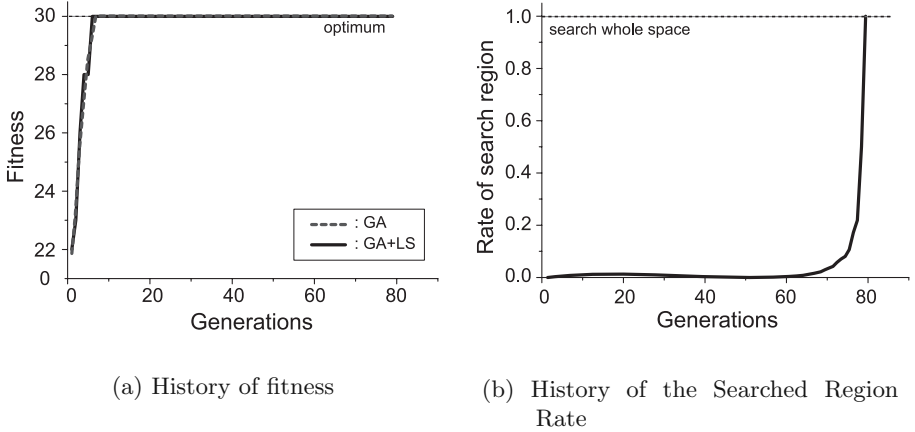 30
28
26
24
22
0
Fitness
optimum
: GA
: GA+LS
0
20
40
60
80
Generations
(a) History of fitness
1.0
0.8
0.6
0.4
0.2
0.0
Rate of search region
search whole space
0
20
40
60
80
Generations
(b) History of the Searched Region
Rate